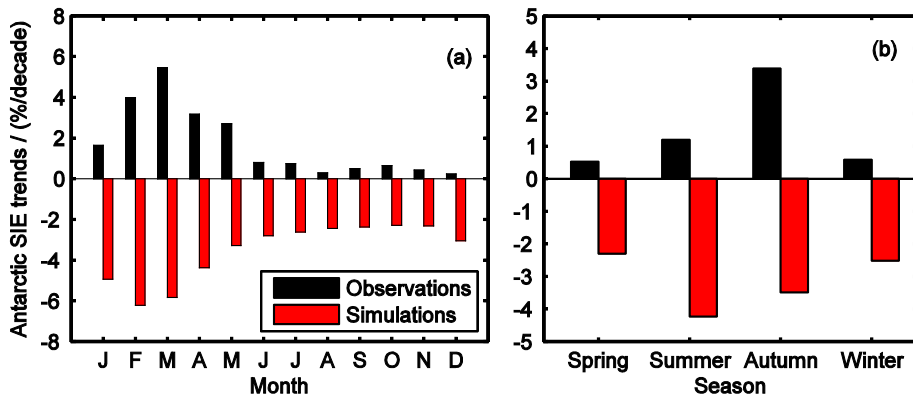 Antarctic SIE trends / (%/decade)
8
6
4
2
0
-2
-4
-6
-8
(a)
Observations
Simulations
J F M A M J J A S O N D
Month
5
4
3
2
1
0
-1
-2
-3
-4
-5
(b)
Spring Summer Autumn Winter
Season